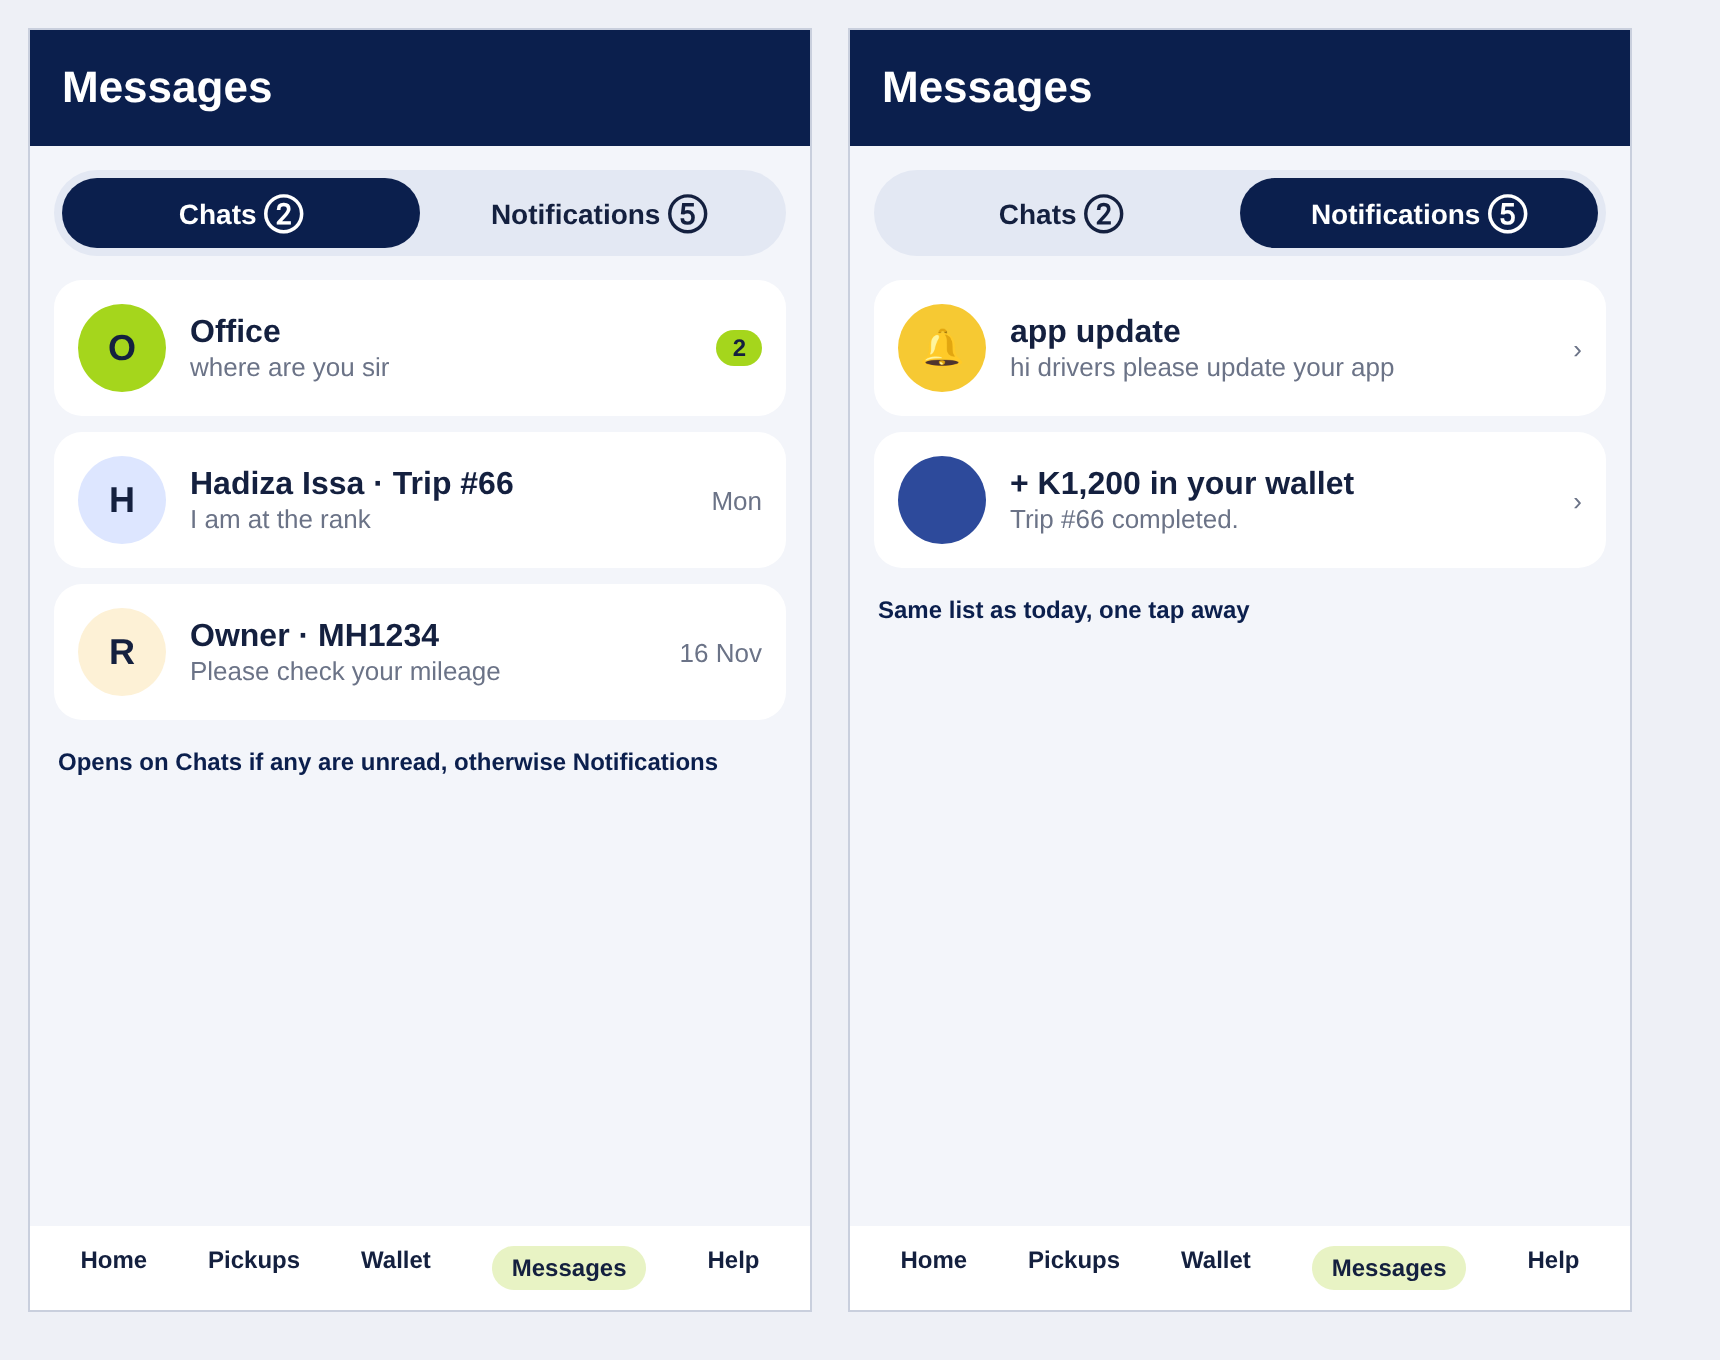 Messages
Chats ②
Notifications ⑤
O
Office
where are you sir
2
H
Hadiza Issa · Trip #66
I am at the rank
Mon
R
Owner · MH1234
Please check your mileage
16 Nov
Opens on Chats if any are unread, otherwise Notifications
Home
Pickups
Wallet
Messages
Help
Messages
Chats ②
Notifications ⑤
app update
hi drivers please update your app
›
+ K1,200 in your wallet
Trip #66 completed.
›
Same list as today, one tap away
Home
Pickups
Wallet
Messages
Help